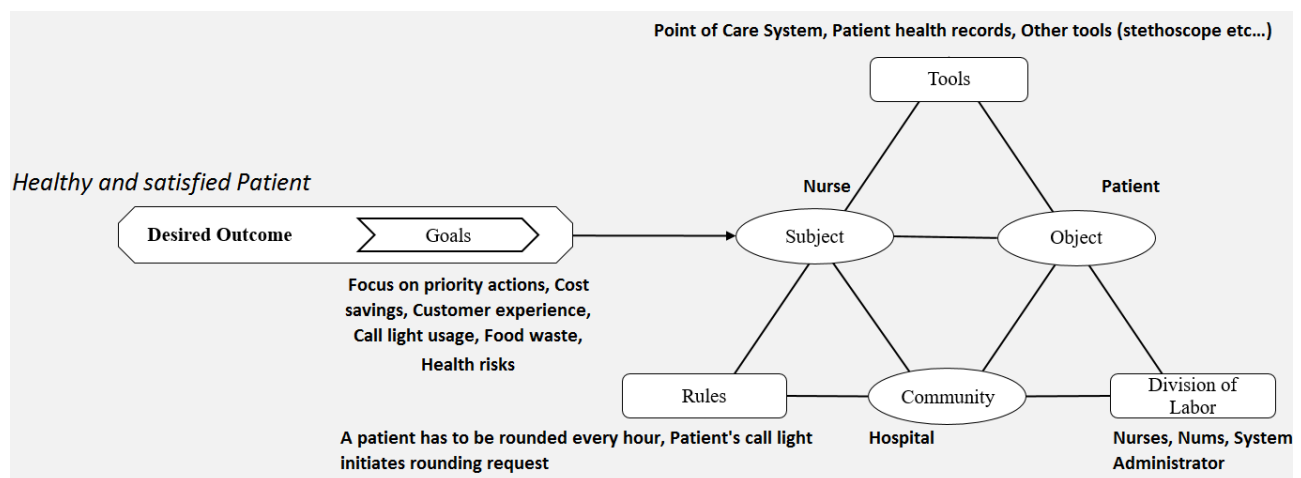 Point of Care System, Patient health records, Other tools (stethoscope etc...)
Tools
Healthy and satisfied Patient
Nurse
Patient
Desired Outcome
Goals
Subject
Object
Focus on priority actions, Cost
savings, Customer experience,
Call light usage, Food waste,
Health risks
Rules
Community
Division of
Labor
A patient has to be rounded every hour, Patient's call light
initiates rounding request
Hospital
Nurses, Nums, System
Administrator